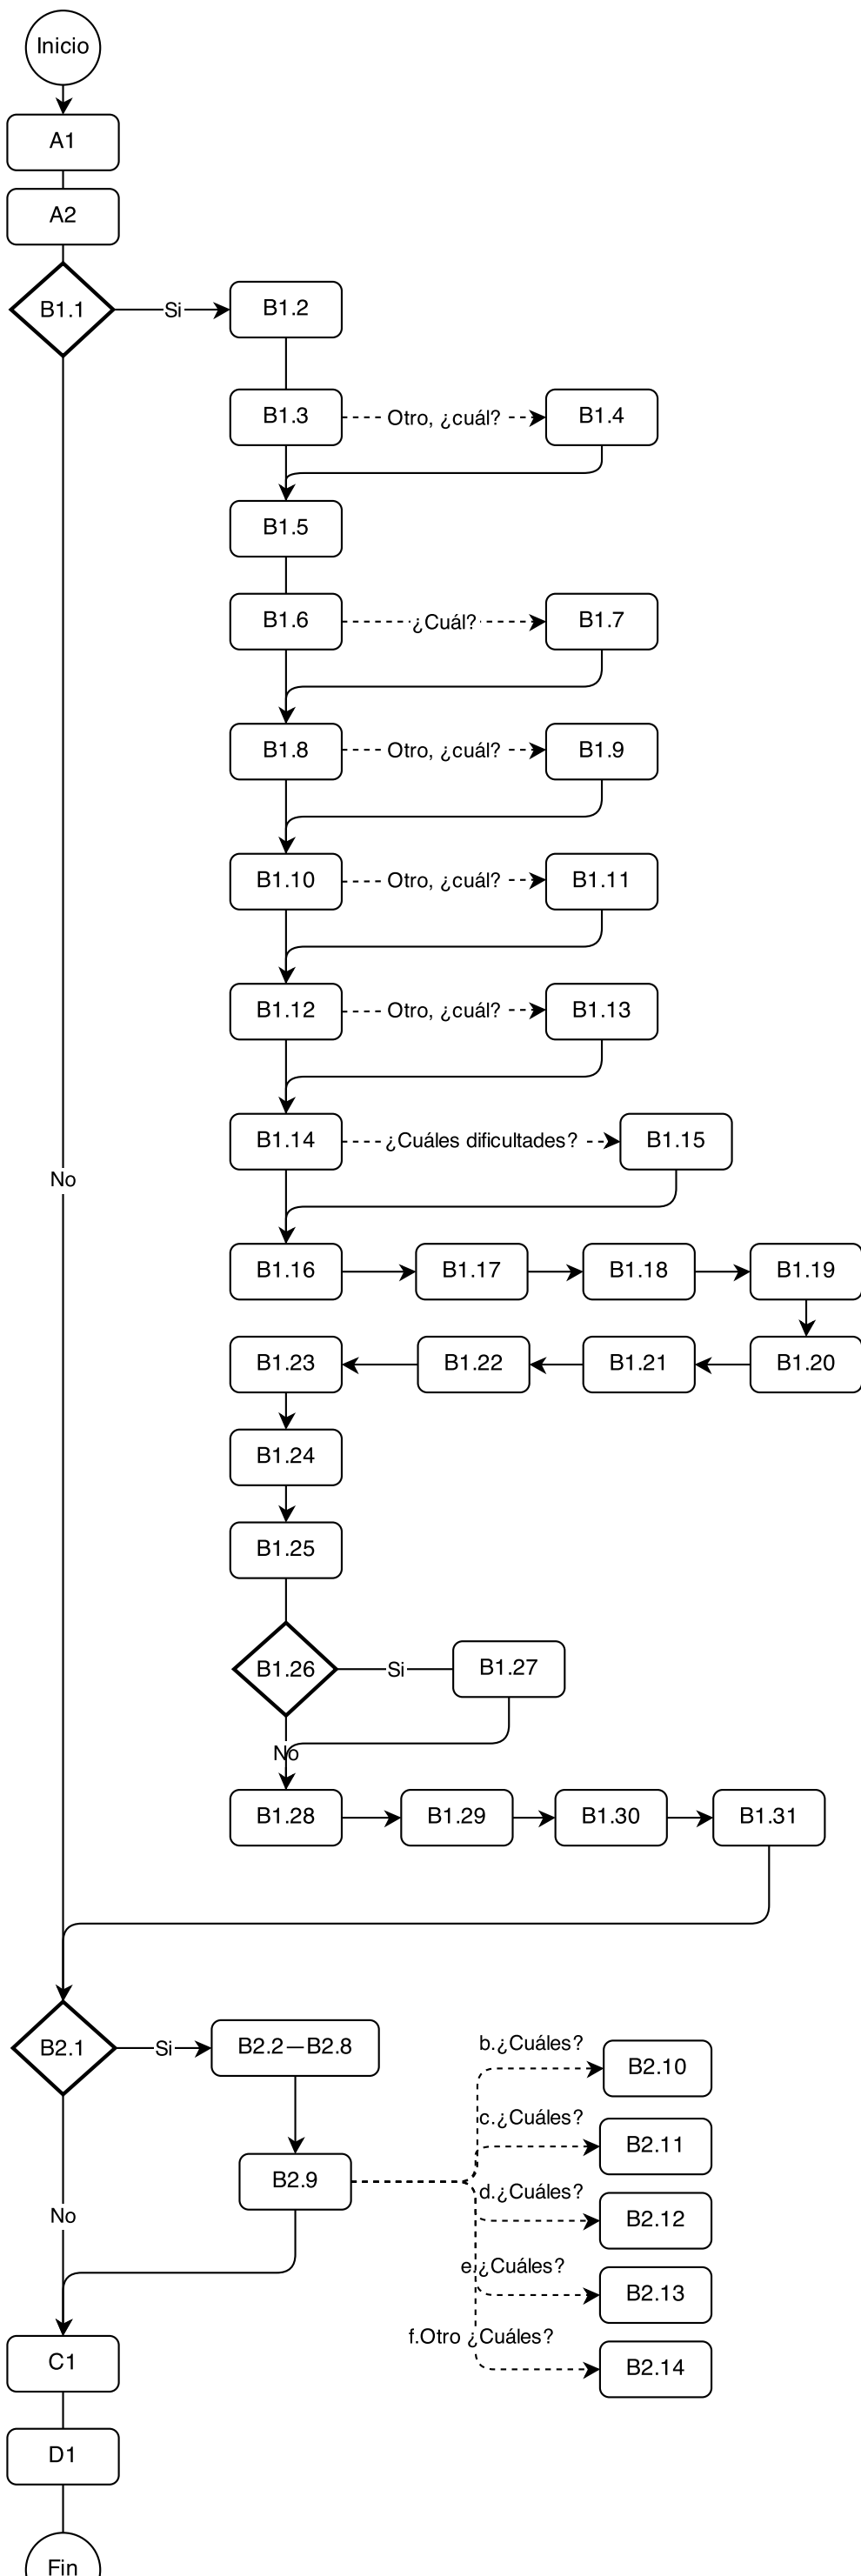 Inicio
A1
A2
B1.1
Si
B1.2
B1.3
Otro, ¿cuál?
B1.4
B1.5
B1.6
¿Cuál?
B1.7
B1.8
Otro, ¿cuál?
B1.9
B1.10
Otro, ¿cuál?
B1.11
B1.12
Otro, ¿cuál?
B1.13
B1.14
¿Cuáles dificultades?
B1.15
No
B1.16
B1.17
B1.18
B1.19
B1.23
B1.22
B1.21
B1.20
B1.24
B1.25
B1.26
Si
B1.27
No
B1.28
B1.29
B1.30
B1.31
B2.1
Si
B2.2—B2.8
b.¿Cuáles?
B2.10
c.¿Cuáles?
B2.11
B2.9
d.¿Cuáles?
B2.12
No
e.¿Cuáles?
B2.13
f.Otro ¿Cuáles?
B2.14
C1
D1
Fin